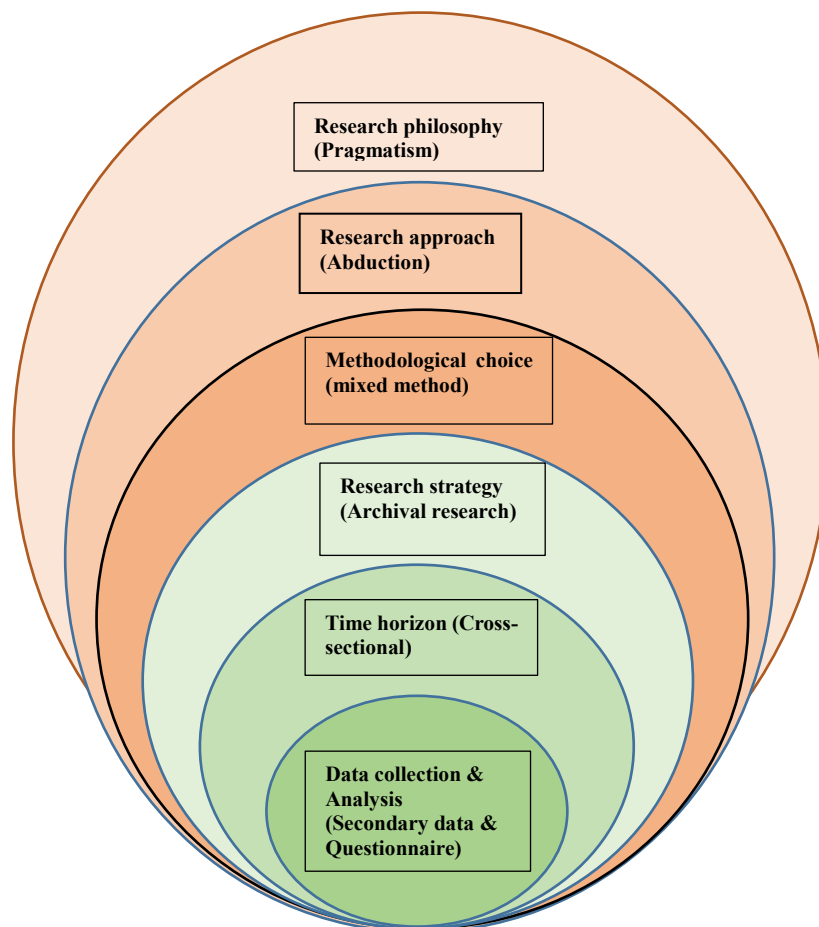 Research philosophy
(Pragmatism)
Research approach
(Abduction)
Methodological choice
(mixed method)
Research strategy
(Archival research)
Time horizon (Cross-
sectional)
Data collection &
Analysis
(Secondary data &
Questionnaire)